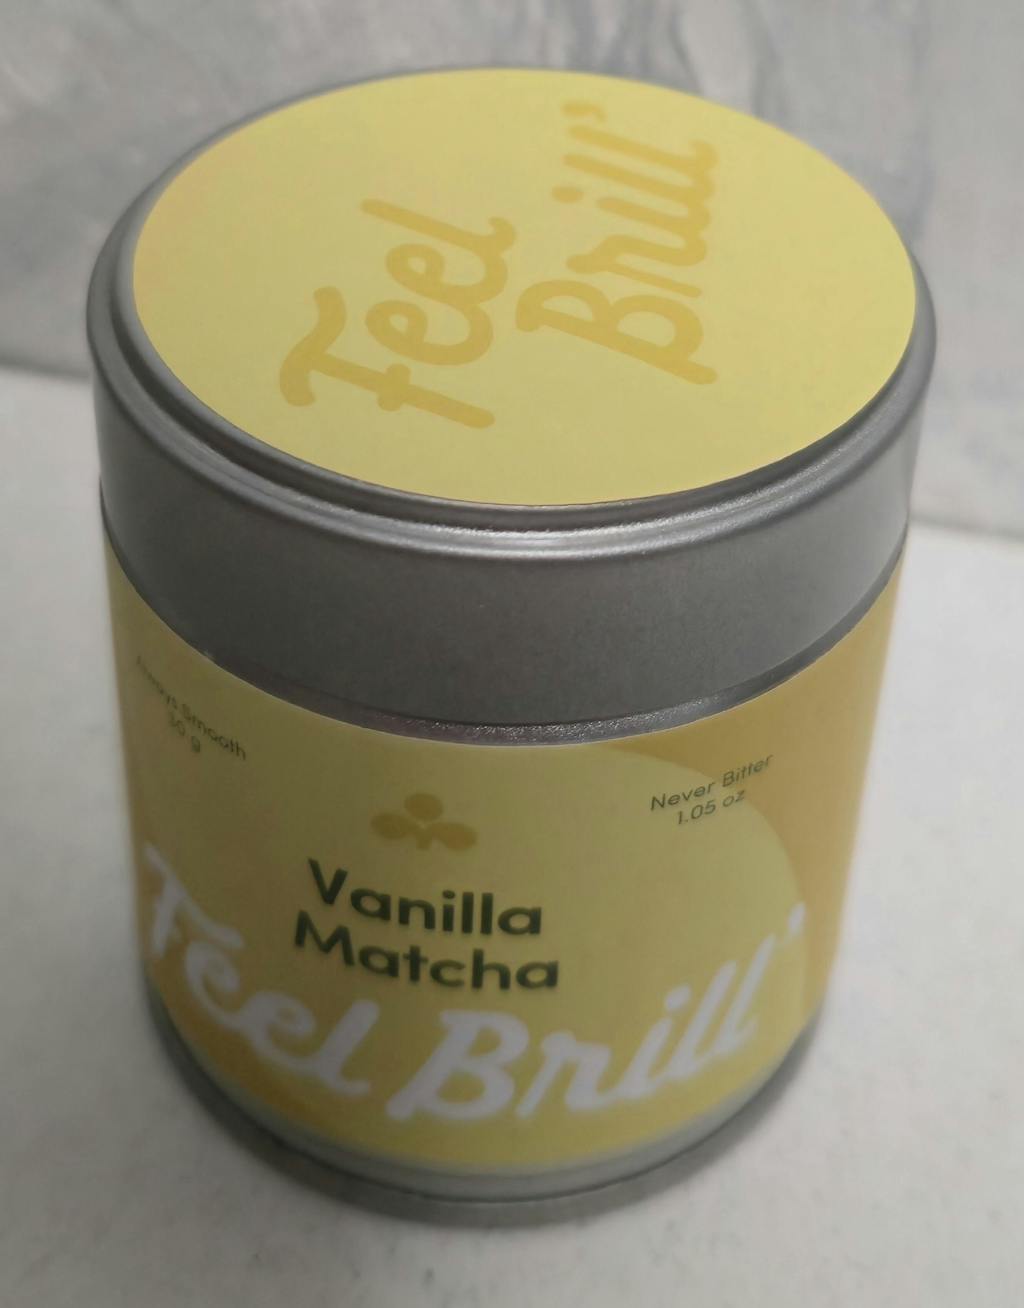 Feel
Brill'
Always Smooth
30 g
Never Bitter
1.05 oz
Vanilla
Matcha
Feel Brill'